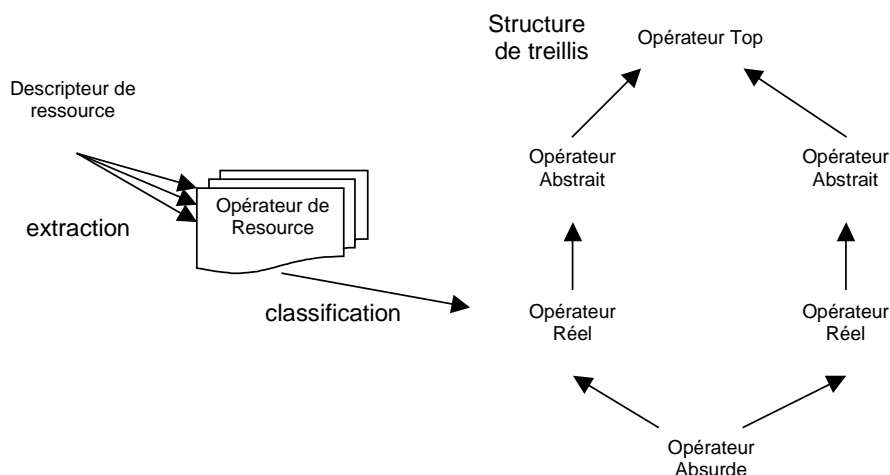 Structure
de treillis
Opérateur Top
Descripteur de
ressource
Opérateur
Abstrait
Opérateur
Abstrait
Opérateur de
Resource
extraction
classification
Opérateur
Réel
Opérateur
Réel
Opérateur
Absurde